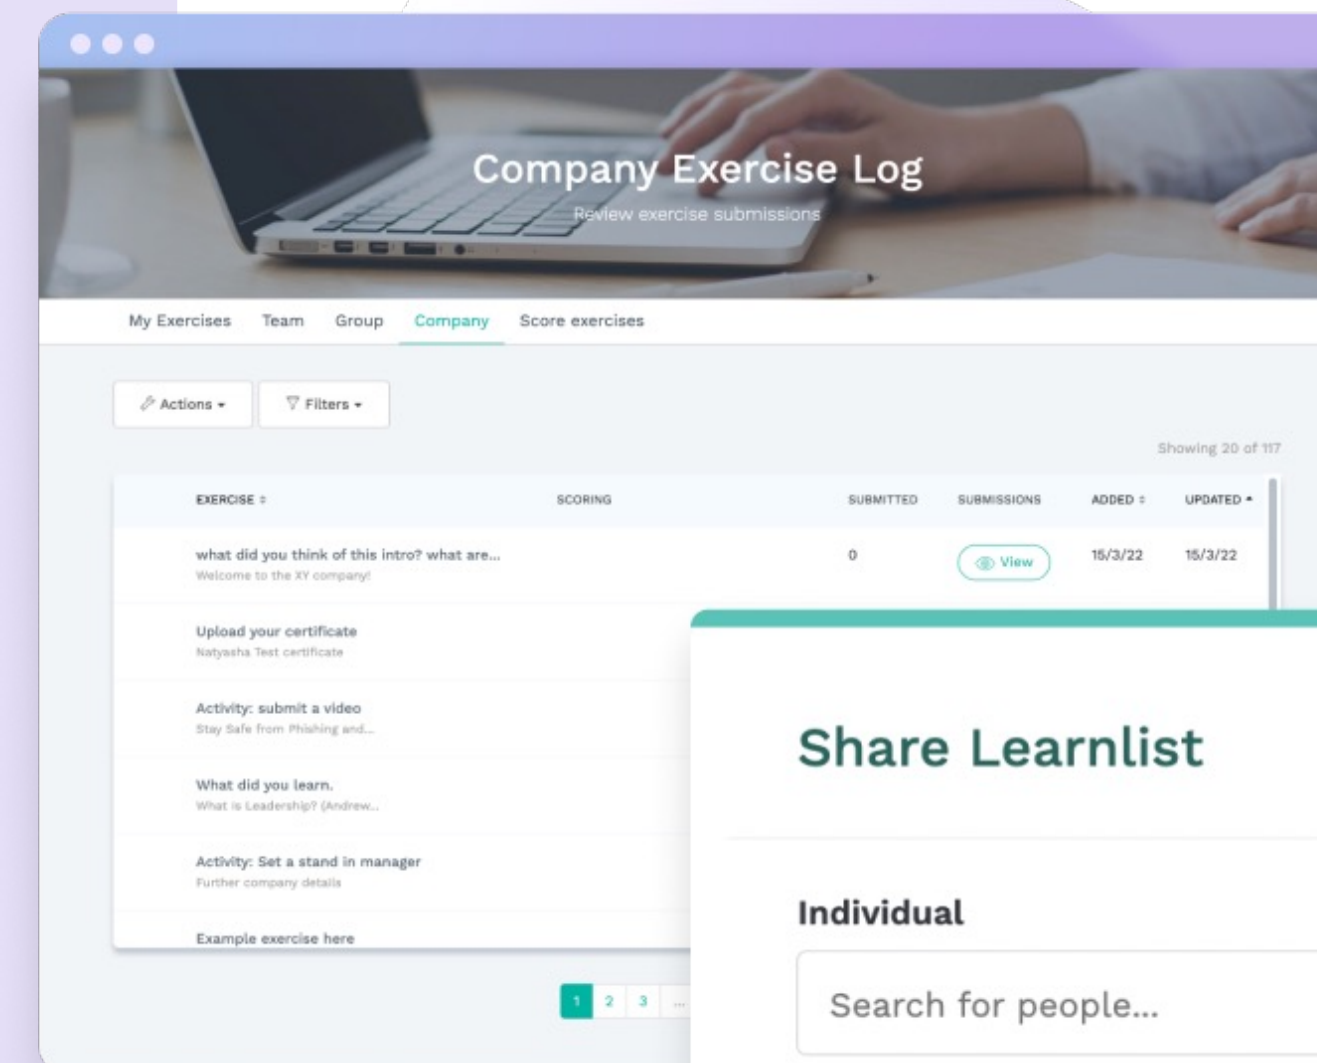 Company Exercise Log
Review exercise submissions
My Exercises Team Group Company Score exercises
Actions Filters
Showing 20 of 117
EXERCISE SCORING SUBMITTED SUBMISSIONS ADDED UPDATED
what did you think of this intro? what are... 0 View 15/3/22 15/3/22
Welcome to the XY company!
Upload your certificate
Natyasha Test certificate
Activity: submit a video
Stay Safe from Phishing and...
What did you learn.
What is Leadership? (Andrew...
Activity: Set a stand in manager
Further company details
Example exercise here
1 2 3 ...
Share Learnlist
Individual
Search for people...